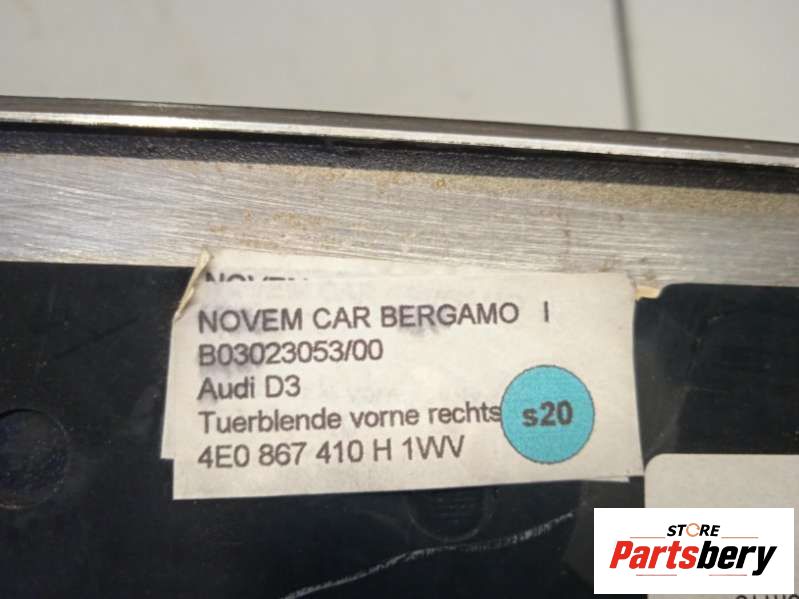 NOVEM CAR BERGAMO I
B03023053/00
Audi D3
Tuerblende vorne rechts
s20
4E0 867 410 H 1WV
STORE
Partsbery